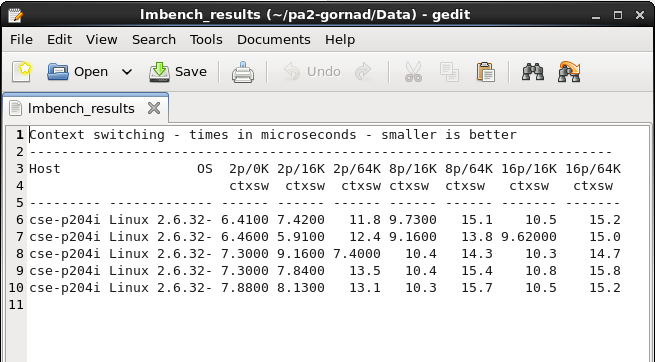 lmbench_results (~/pa2-gornad/Data) - gedit
File Edit View Search Tools Documents Help
Open Save Undo
lmbench_results
1 Context switching - times in microseconds - smaller is better
2 -------------------------------------------------------------------------
3 Host                 OS  2p/0K 2p/16K 2p/64K 8p/16K 8p/64K 16p/16K 16p/64K
4                         ctxsw  ctxsw  ctxsw ctxsw  ctxsw   ctxsw   ctxsw
5 --------- ------------- ------ ------ ------ ------ ------ ------- -------
6 cse-p204i Linux 2.6.32- 6.4100 7.4200   11.8 9.7300   15.1    10.5    15.2
7 cse-p204i Linux 2.6.32- 6.4600 5.9100   12.4 9.1600   13.8 9.62000    15.0
8 cse-p204i Linux 2.6.32- 7.3000 9.1600 7.4000   10.4   14.3    10.3    14.7
9 cse-p204i Linux 2.6.32- 7.3000 7.8400   13.5   10.4   15.4    10.8    15.8
10 cse-p204i Linux 2.6.32- 7.8800 8.1300   13.1   10.3   15.7    10.5    15.2
11